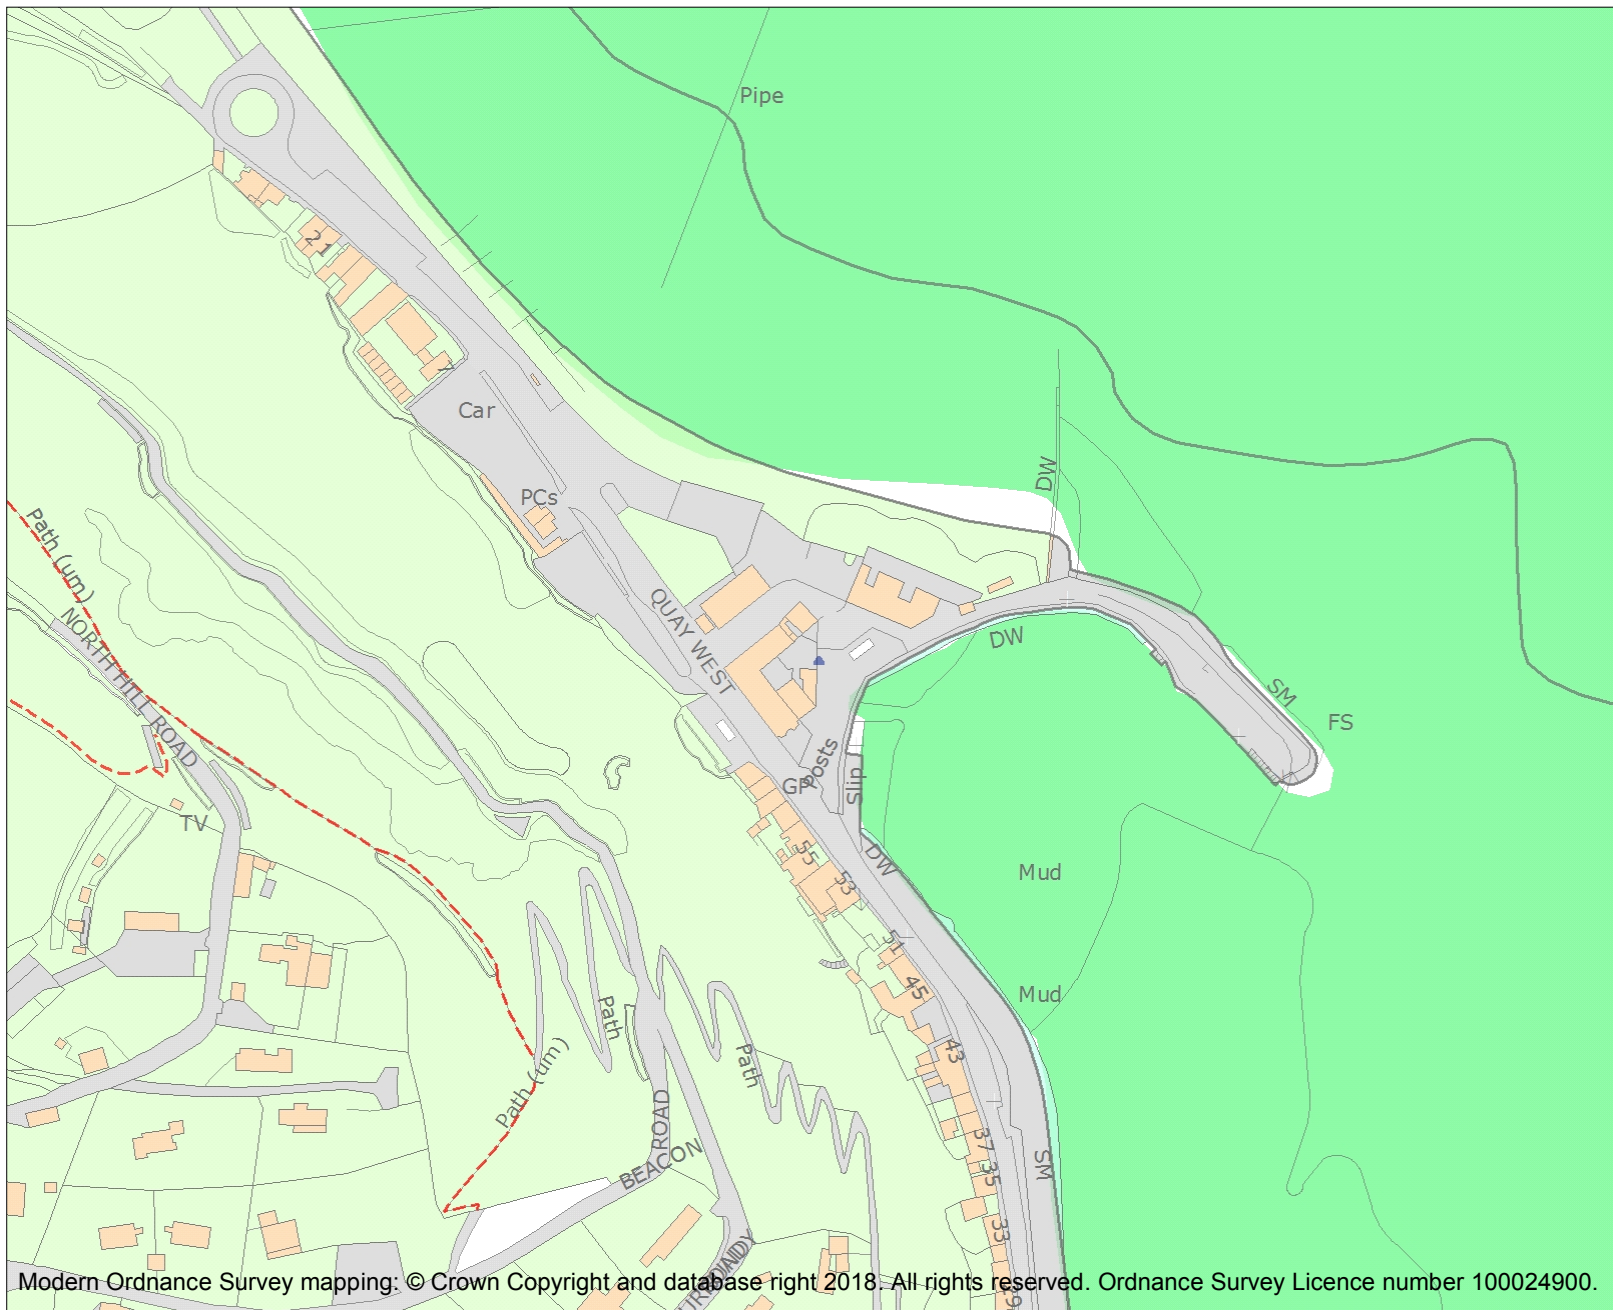 Pipe
21
7
Car
DW
PCs
Path (um)
QUAY WEST
NORTH HILL ROAD
DW
SM
FS
Posts
GP
Slip
TV
55
DW
53
Mud
51
45
Mud
Path
43
Path
Path (um)
ROAD
BEACON
37
35
SM
33
29
Modern Ordnance Survey mapping: © Crown Copyright and database right 2018. All rights reserved. Ordnance Survey Licence number 100024900.